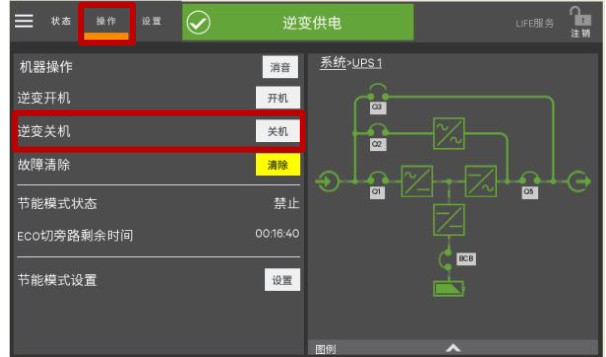 状态 操作 设置 逆变供电 LIFE服务 注销
机器操作 消音
逆变开机 开机
逆变关机 关机
故障清除 清除
节能模式状态 禁止
ECO切旁路剩余时间 00:16:40
节能模式设置 设置
系统>UPS 1
Q3
Q2
Q1 Q5
BCB
图例